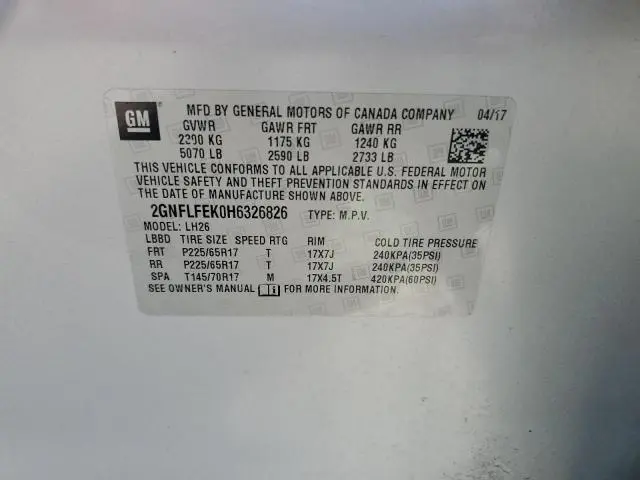 GM MFD BY GENERAL MOTORS OF CANADA COMPANY 04/17
GVWR GAWR FRT GAWR RR
2300 KG 1175 KG 1240 KG
5070 LB 2590 LB 2733 LB
THIS VEHICLE CONFORMS TO ALL APPLICABLE U.S. FEDERAL MOTOR
VEHICLE SAFETY AND THEFT PREVENTION STANDARDS IN EFFECT ON
THE DATE OF MANUFACTURE SHOWN ABOVE.
2GNFLFEK0H6326826 TYPE: M.P.V.
MODEL: LH26
LBBD TIRE SIZE SPEED RTG RIM COLD TIRE PRESSURE
FRT P225/65R17 T 17X7J 240KPA(35PSI)
RR P225/65R17 T 17X7J 240KPA(35PSI)
SPA T145/70R17 M 17X4.5T 420KPA(60PSI)
SEE OWNER'S MANUAL FOR MORE INFORMATION.